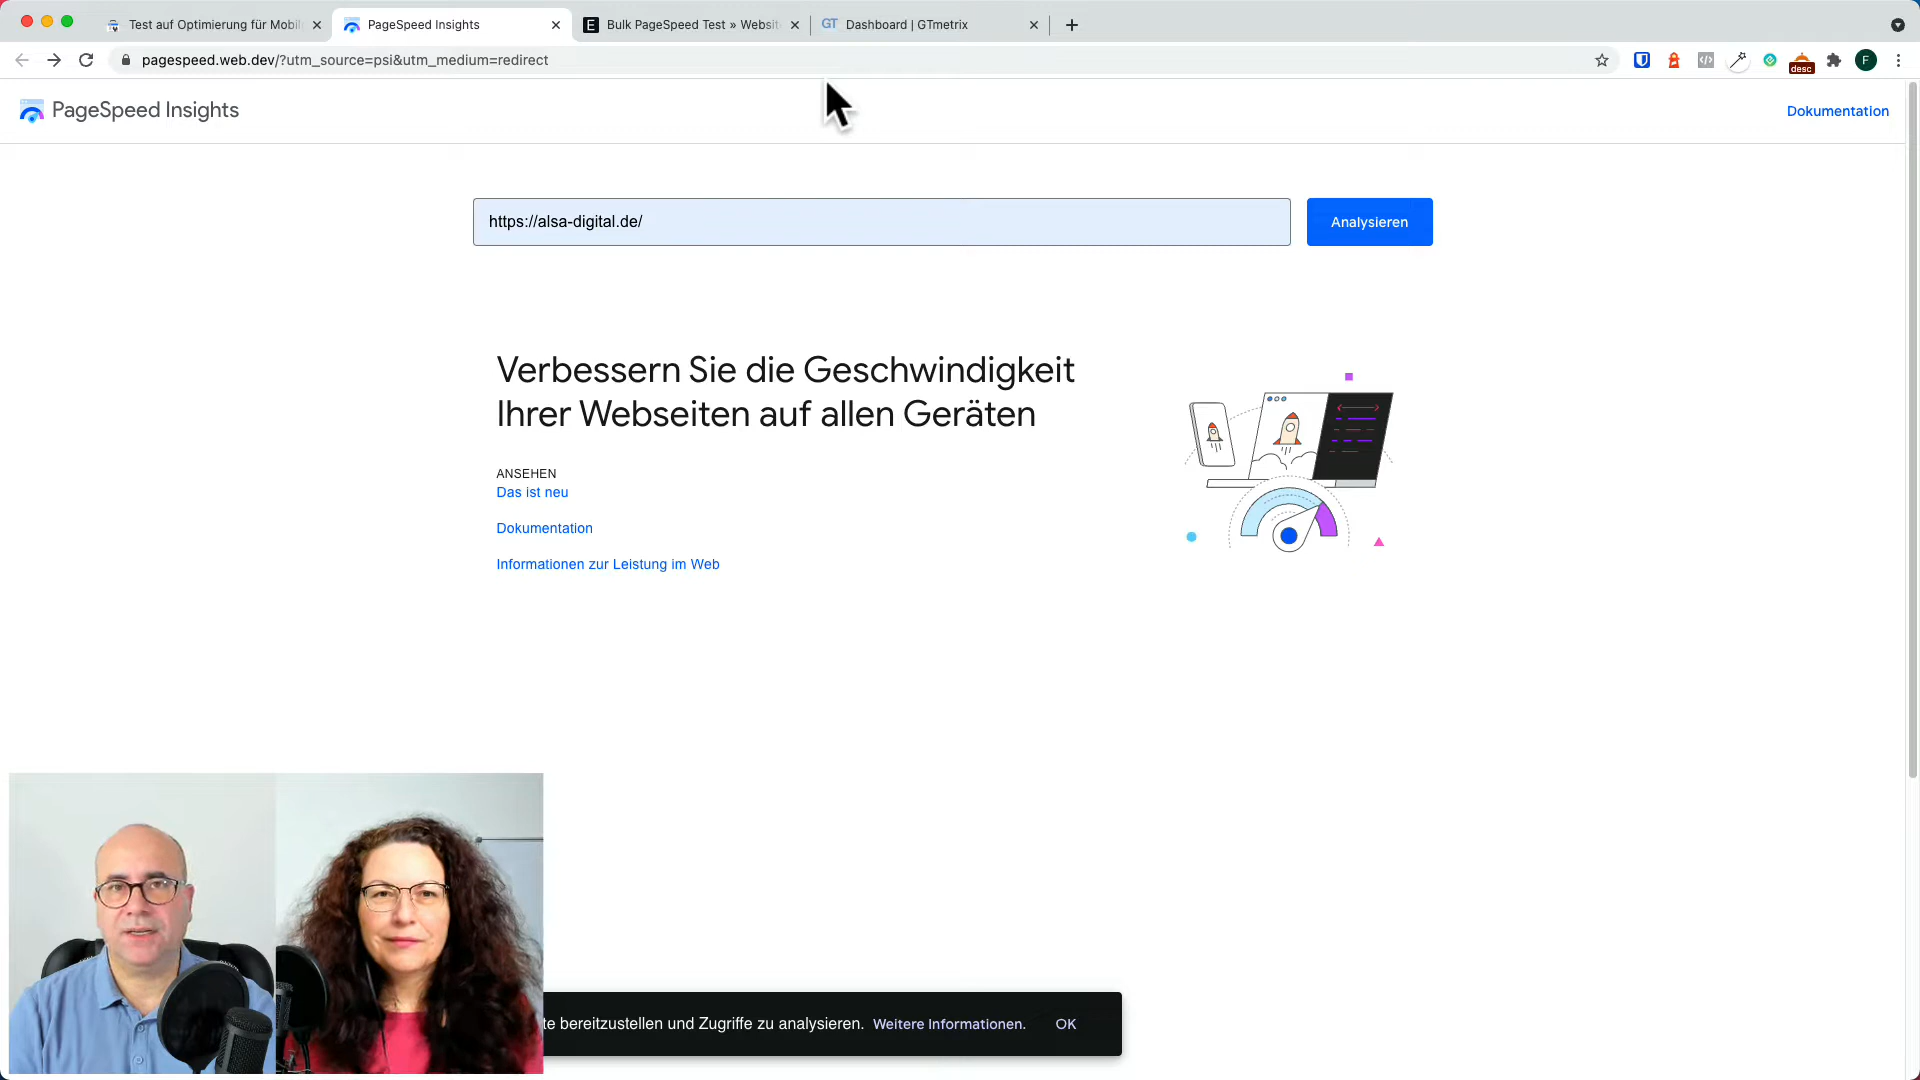 Test auf Optimierung für Mobil
PageSpeed Insights
Bulk PageSpeed Test » Websit
GT Dashboard | GTmetrix
pagespeed.web.dev/?utm_source=psi&utm_medium=redirect
desc
F
PageSpeed Insights
Dokumentation
https://alsa-digital.de/
Analysieren
Verbessern Sie die Geschwindigkeit
Ihrer Webseiten auf allen Geräten
ANSEHEN
Das ist neu
Dokumentation
Informationen zur Leistung im Web
te bereitzustellen und Zugriffe zu analysieren. Weitere Informationen. OK